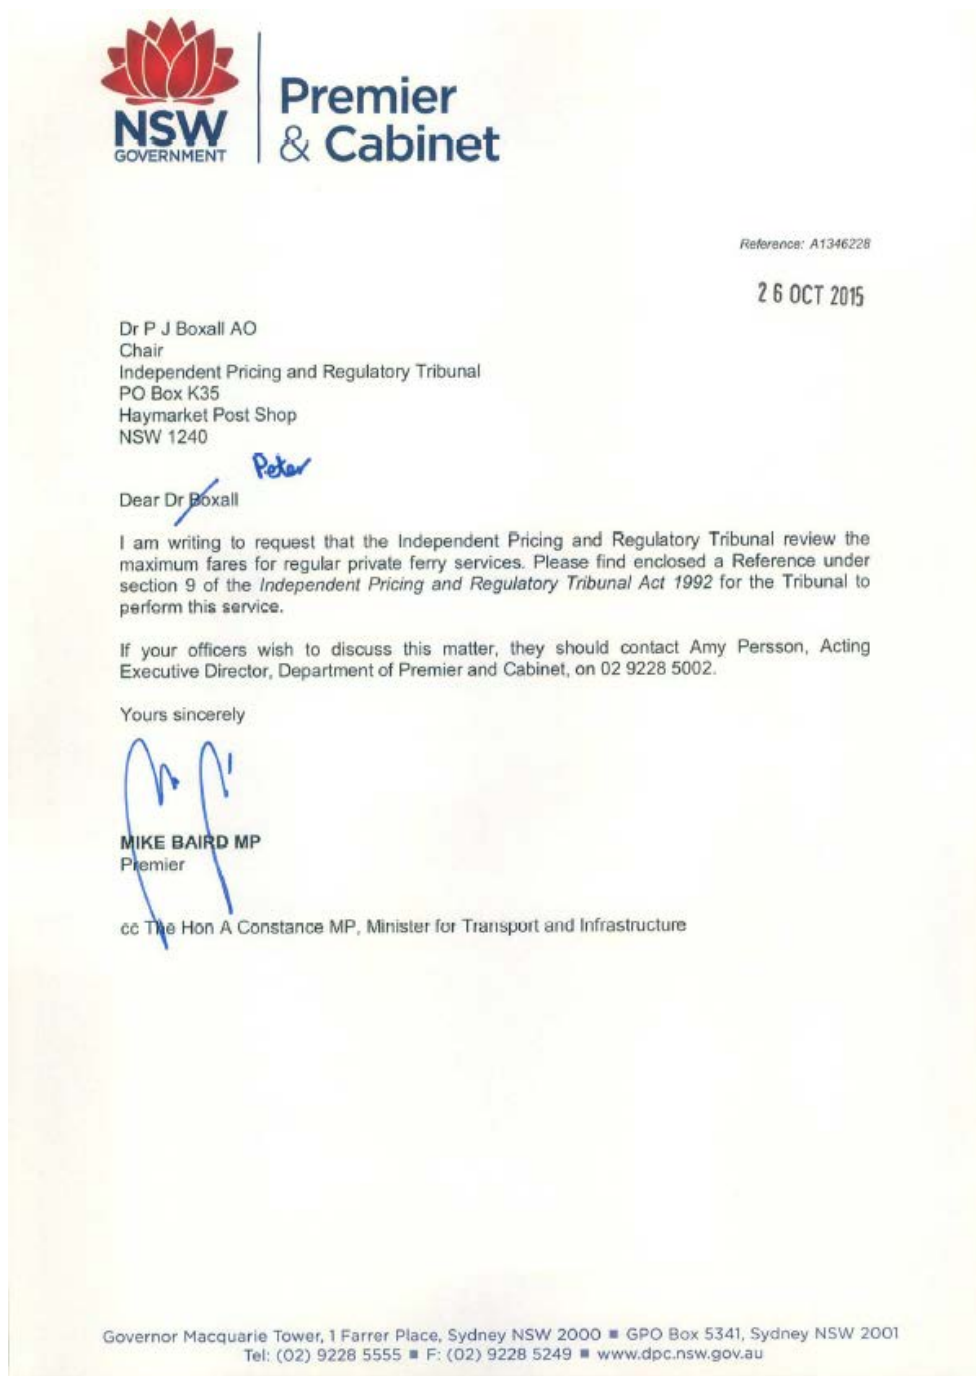 NSW
GOVERNMENT
Premier
& Cabinet
Reference: A1346228
26 OCT 2015
Dr P J Boxall AO
Chair
Independent Pricing and Regulatory Tribunal
PO Box K35
Haymarket Post Shop
NSW 1240
Peter
Dear Dr Boxall
I am writing to request that the Independent Pricing and Regulatory Tribunal review the
maximum fares for regular private ferry services. Please find enclosed a Reference under
section 9 of the Independent Pricing and Regulatory Tribunal Act 1992 for the Tribunal to
perform this service.
If your officers wish to discuss this matter, they should contact Amy Persson, Acting
Executive Director, Department of Premier and Cabinet, on 02 9228 5002.
Yours sincerely
MIKE BAIRD MP
Premier
cc The Hon A Constance MP, Minister for Transport and Infrastructure
Governor Macquarie Tower, 1 Farrer Place, Sydney NSW 2000 ■ GPO Box 5341, Sydney NSW 2001
Tel: (02) 9228 5555 ■ F: (02) 9228 5249 ■ www.dpc.nsw.gov.au